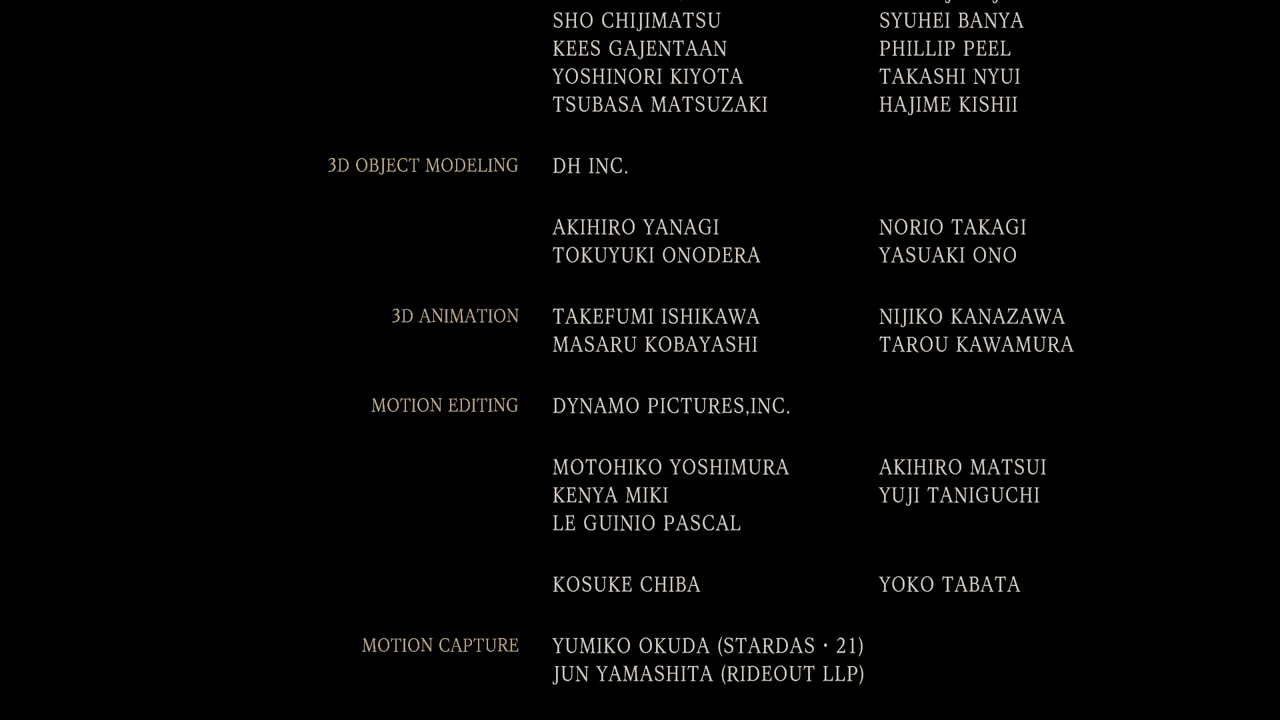 SHO CHIJIMATSU SYUHEI BANYA
KEES GAJENTAAN PHILLIP PEEL
YOSHINORI KIYOTA TAKASHI NYUI
TSUBASA MATSUZAKI HAJIME KISHII
3D OBJECT MODELING DH INC.
AKIHIRO YANAGI NORIO TAKAGI
TOKUYUKI ONODERA YASUAKI ONO
3D ANIMATION TAKEFUMI ISHIKAWA NIJIKO KANAZAWA
MASARU KOBAYASHI TAROU KAWAMURA
MOTION EDITING DYNAMO PICTURES,INC.
MOTOHIKO YOSHIMURA AKIHIRO MATSUI
KENYA MIKI YUJI TANIGUCHI
LE GUINIO PASCAL
KOSUKE CHIBA YOKO TABATA
MOTION CAPTURE YUMIKO OKUDA (STARDAS・21)
JUN YAMASHITA (RIDEOUT LLP)